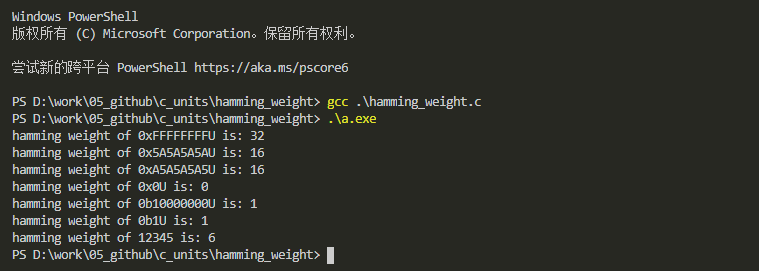 Windows PowerShell
版权所有 (C) Microsoft Corporation。保留所有权利。
尝试新的跨平台 PowerShell https://aka.ms/pscore6
PS D:\work\05_github\c_units\hamming_weight> gcc .\hamming_weight.c
PS D:\work\05_github\c_units\hamming_weight> .\a.exe
hamming weight of 0xFFFFFFFFU is: 32
hamming weight of 0x5A5A5A5AU is: 16
hamming weight of 0xA5A5A5A5U is: 16
hamming weight of 0x0U is: 0
hamming weight of 0b10000000U is: 1
hamming weight of 0b1U is: 1
hamming weight of 12345 is: 6
PS D:\work\05_github\c_units\hamming_weight>